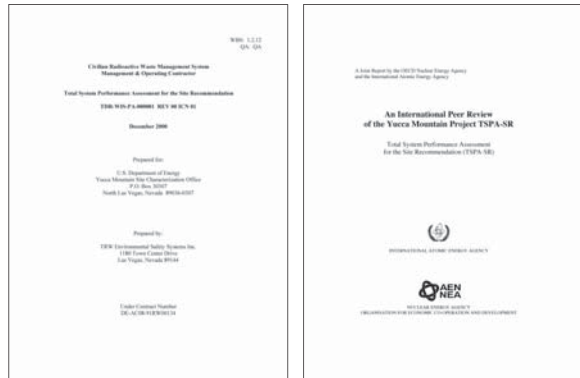 WBS: 1.2.12
QA: QA
Civilian Radioactive Waste Management System
Management & Operating Contractor
Total System Performance Assessment for the Site Recommendation
TDR-WIS-PA-000001 REV 00 ICN 01
December 2000
Prepared for:
U.S. Department of Energy
Yucca Mountain Site Characterization Office
P.O. Box 30307
North Las Vegas, Nevada 89036-0307
Prepared by:
TRW Environmental Safety Systems Inc.
1180 Town Center Drive
Las Vegas, Nevada 89144
Under Contract Number
A Joint Report by the OECD Nuclear Energy Agency
and the International Atomic Energy Agency
An International Peer Review
of the Yucca Mountain Project TSPA-SR
Total System Performance Assessment
for the Site Recommendation (TSPA-SR)
INTERNATIONAL ATOMIC ENERGY AGENCY
AEN
NEA
NUCLEAR ENERGY AGENCY
ORGANISATION FOR ECONOMIC CO-OPERATION AND DEVELOPMENT